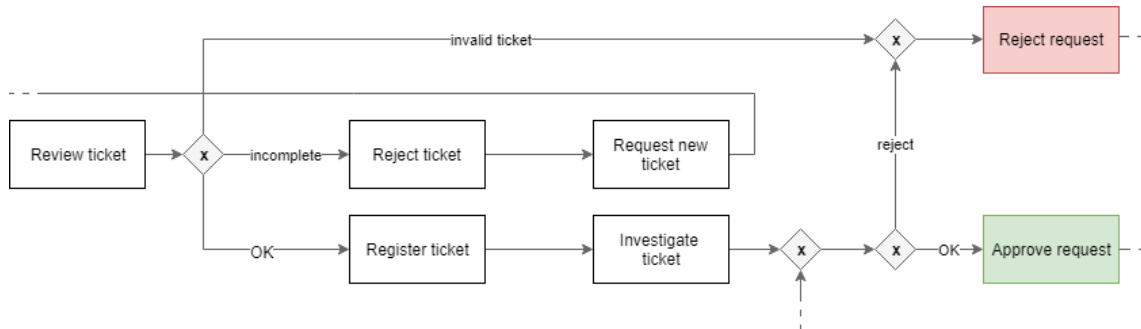 invalid ticket
x
Reject request
Review ticket
x
incomplete
Reject ticket
Request new
ticket
reject
OK
Register ticket
Investigate
ticket
x
x
OK
Approve request